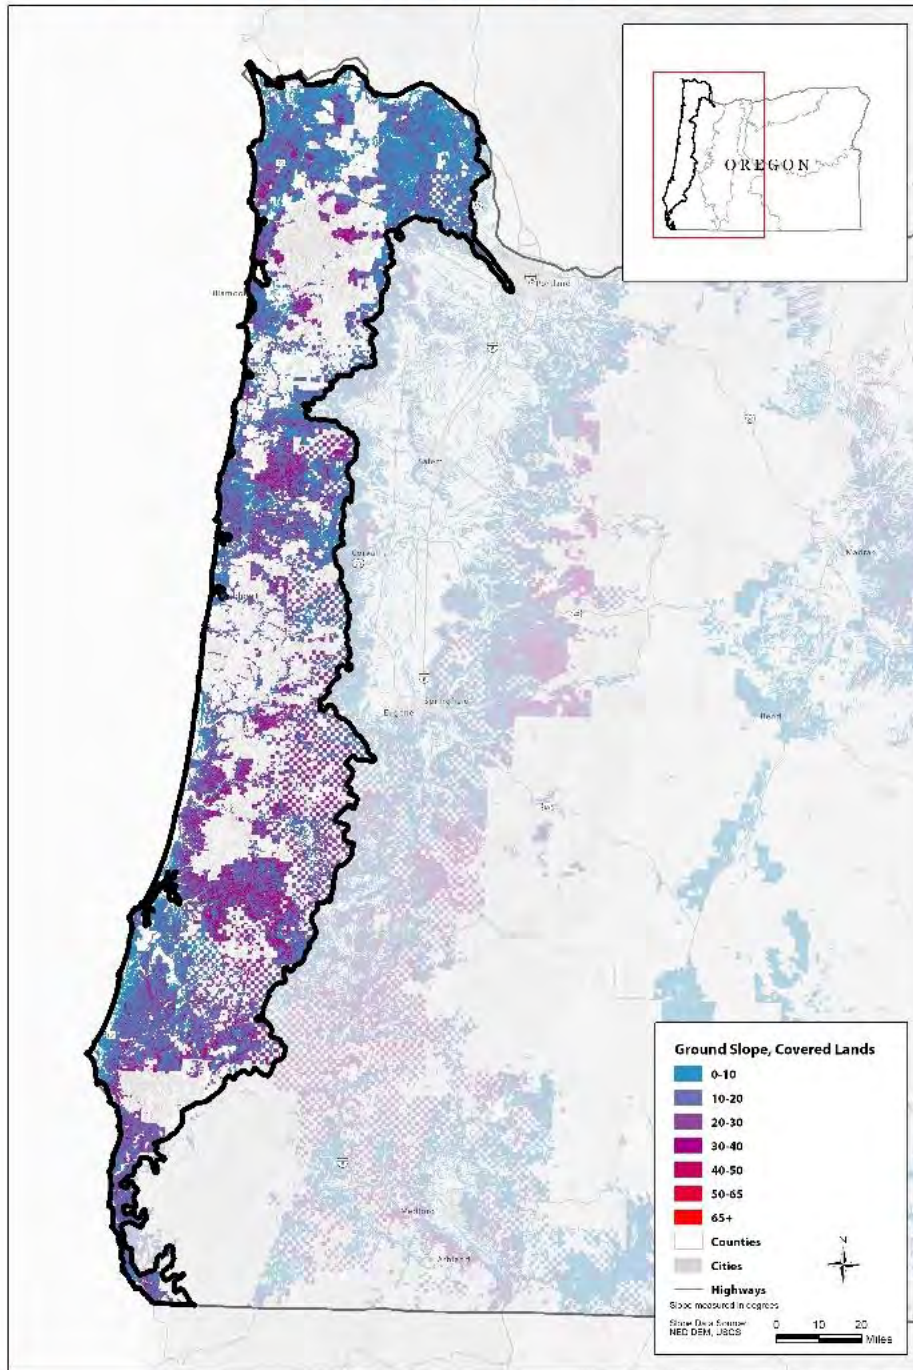 OREGON
Portland
Salem
Madras
Springfield
Eugene
Bend
Medford
Ashland
Ground Slope, Covered Lands
0-10
10-20
20-30
30-40
40-50
50-65
65+
Counties
Cities
Highways
N
Slope measured in degrees
Slope Data Source:
NED DEM, USGS
0 10 20
Miles